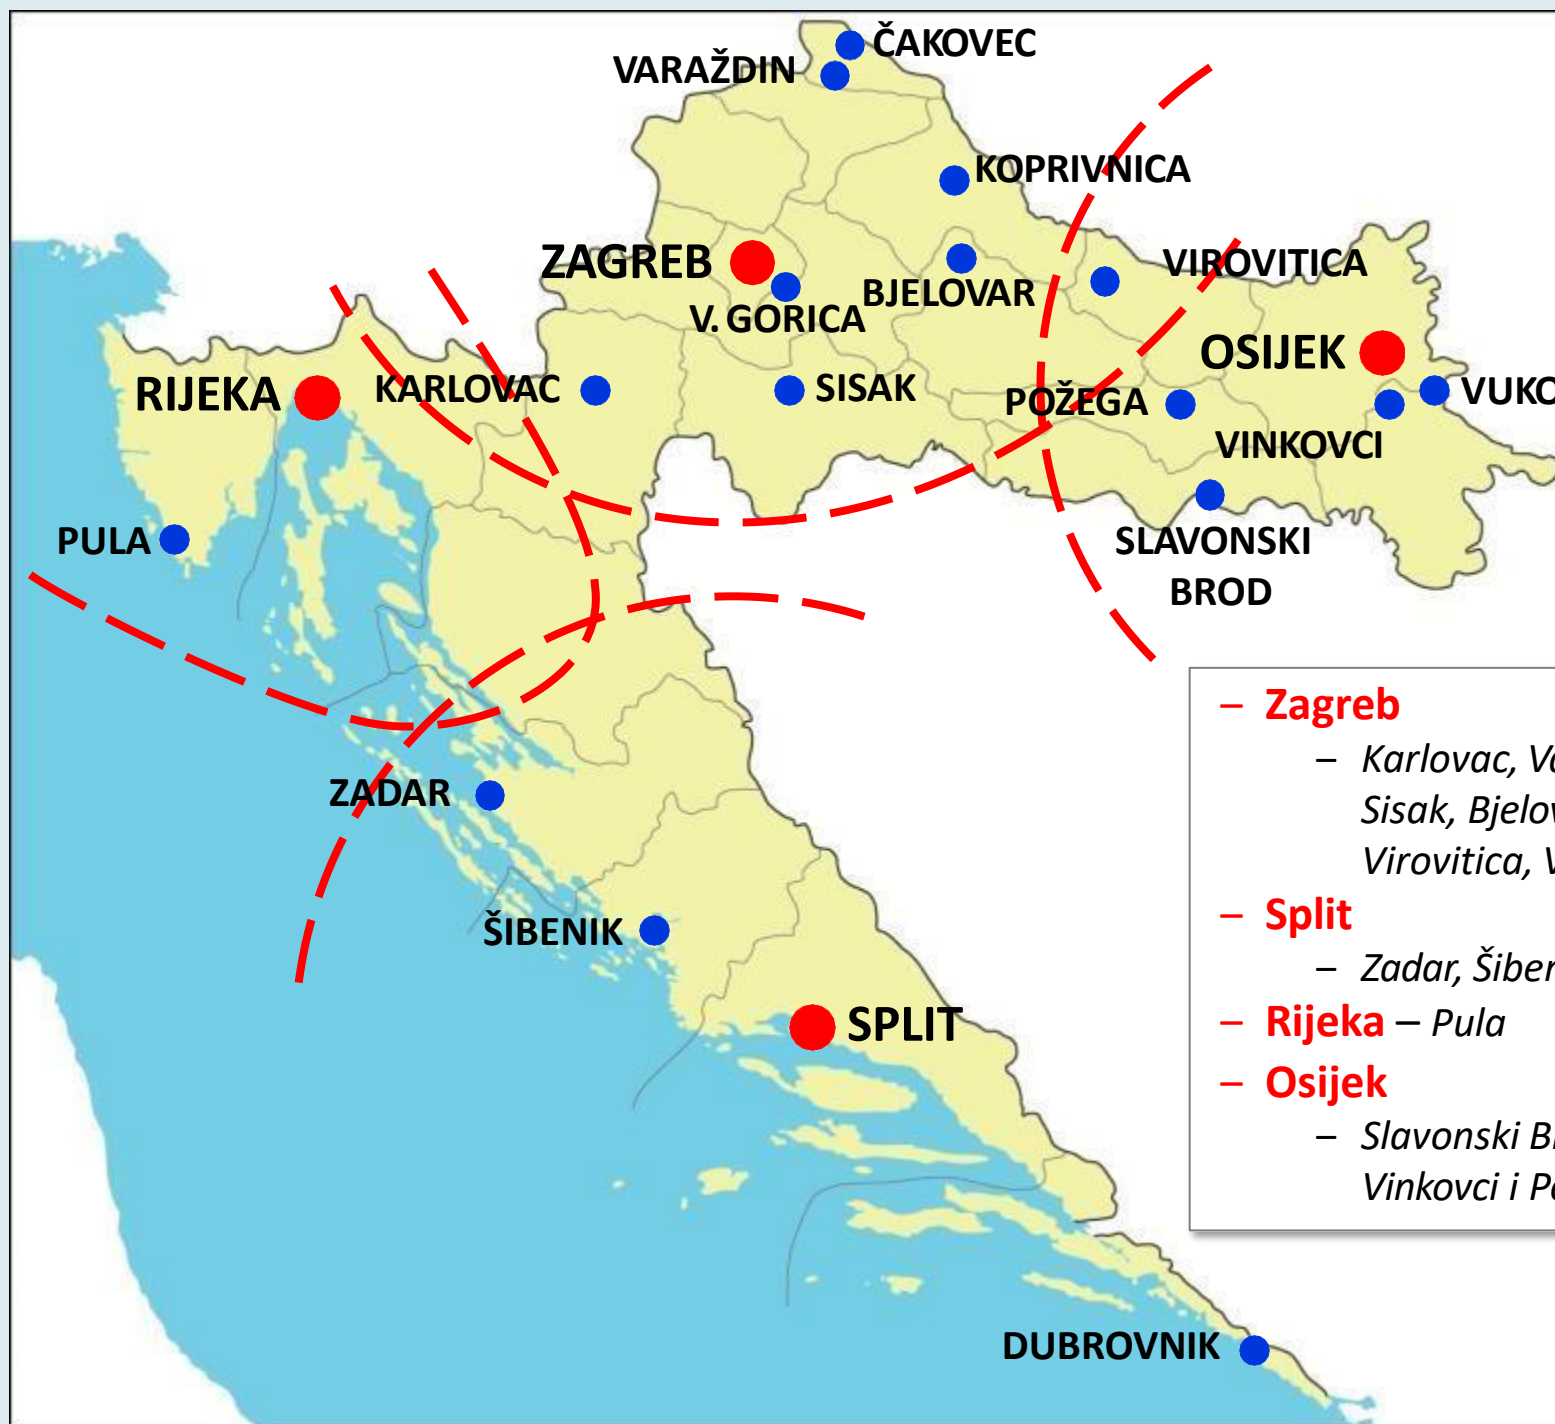 ČAKOVEC
VARAŽDIN
KOPRIVNICA
ZAGREB
VIROVITICA
BJELOVAR
V. GORICA
OSIJEK
RIJEKA
KARLOVAC
SISAK
POŽEGA
VINKOVCI
PULA
SLAVONSKI
BROD
ZADAR
ŠIBENIK
SPLIT
DUBROVNIK
– Zagreb
– Karlovac,
Sisak,
Virovitica,
– Split
– Zadar,
– Rijeka – Pula
– Osijek
– Slavonski
Vinkovci i